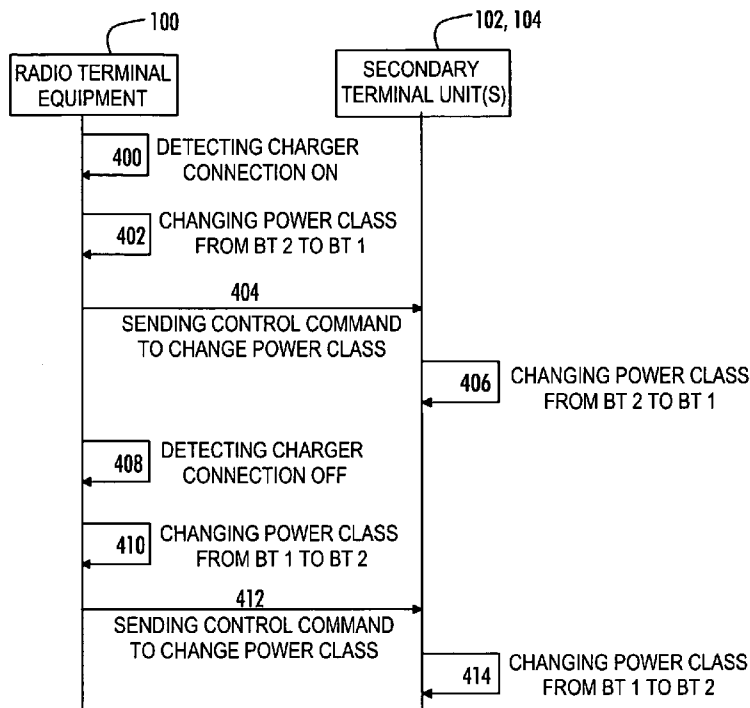 100
102, 104
RADIO TERMINAL
EQUIPMENT
SECONDARY
TERMINAL UNIT(S)
400
DETECTING CHARGER
CONNECTION ON
402
CHANGING POWER CLASS
FROM BT 2 TO BT 1
404
SENDING CONTROL COMMAND
TO CHANGE POWER CLASS
406
CHANGING POWER CLASS
FROM BT 2 TO BT 1
408
DETECTING CHARGER
CONNECTION OFF
410
CHANGING POWER CLASS
FROM BT 1 TO BT 2
412
SENDING CONTROL COMMAND
TO CHANGE POWER CLASS
414
CHANGING POWER CLASS
FROM BT 1 TO BT 2